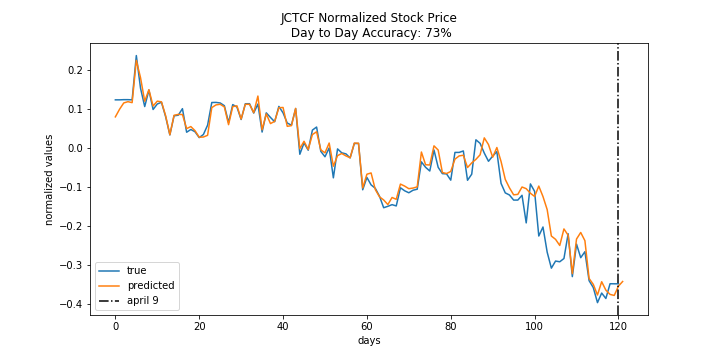 JCTCF Normalized Stock Price
Day to Day Accuracy: 73%
normalized values
0.2
0.1
0.0
−0.1
−0.2
−0.3
−0.4
true
predicted
april 9
0 20 40 60 80 100 120
days